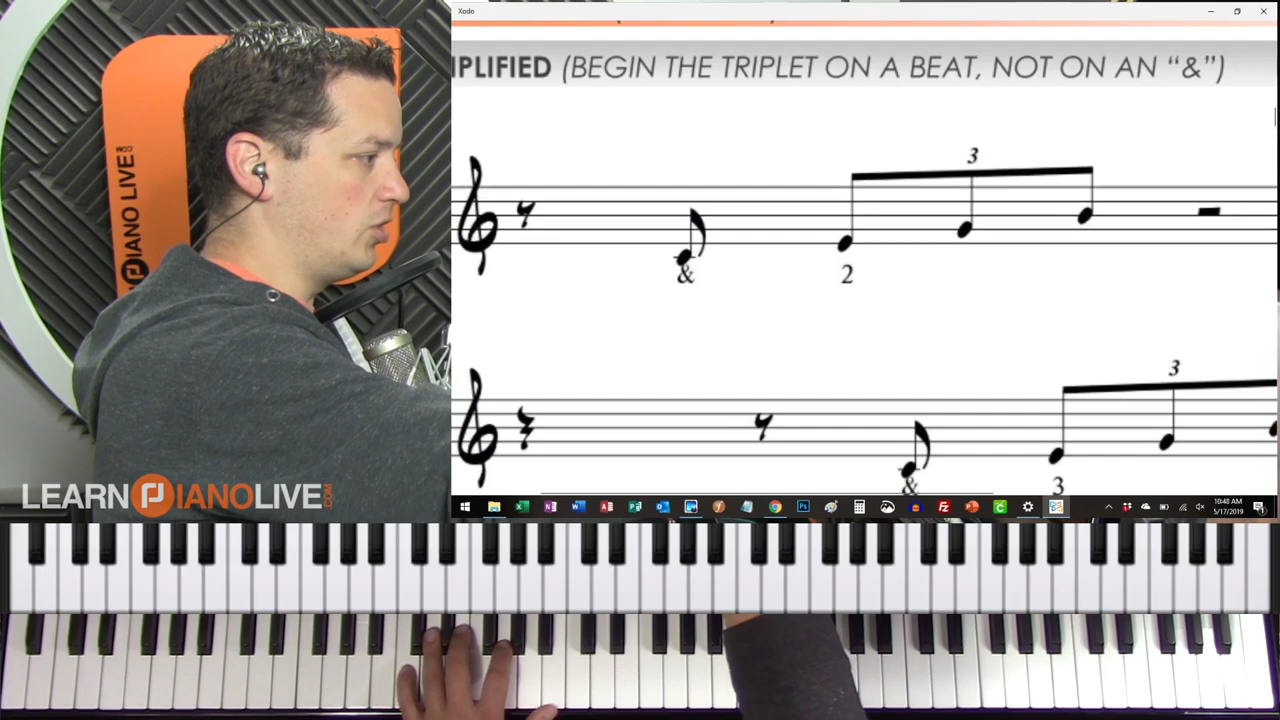 Xodo
IPLIFIED (BEGIN THE TRIPLET ON A BEAT, NOT ON AN “&”)
3
& 2
3
& 3
PIANO LIVE.COM
LEARNPIANOLIVE.COM
10:48 AM
5/17/2019